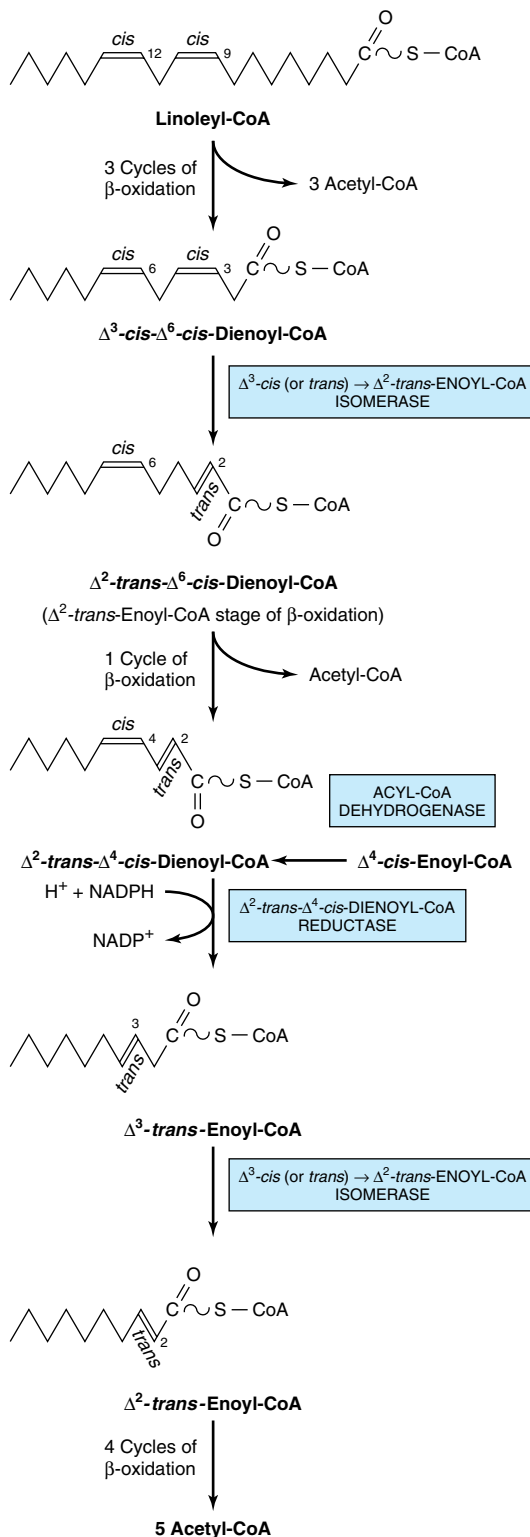 O
cis cis
12 9 C S — CoA
Linoleyl-CoA
3 Cycles of
β-oxidation
3 Acetyl-CoA
O
cis cis
6 3 C S — CoA
Δ³-cis-Δ⁶-cis-Dienoyl-CoA
Δ³-cis (or trans) → Δ²-trans-ENOYL-CoA
ISOMERASE
cis
6 2
trans C S — CoA
O
Δ²-trans-Δ⁶-cis-Dienoyl-CoA
(Δ²-trans-Enoyl-CoA stage of β-oxidation)
1 Cycle of
β-oxidation
Acetyl-CoA
cis
4 2
trans C S — CoA
O
ACYL-CoA
DEHYDROGENASE
Δ²-trans-Δ⁴-cis-Dienoyl-CoA Δ⁴-cis-Enoyl-CoA
H⁺ + NADPH
NADP⁺
Δ²-trans-Δ⁴-cis-DIENOYL-CoA
REDUCTASE
O
3 C S — CoA
trans
Δ³-trans-Enoyl-CoA
Δ³-cis (or trans) → Δ²-trans-ENOYL-CoA
ISOMERASE
O
C S — CoA
trans 2
Δ²-trans-Enoyl-CoA
4 Cycles of
β-oxidation
5 Acetyl-CoA